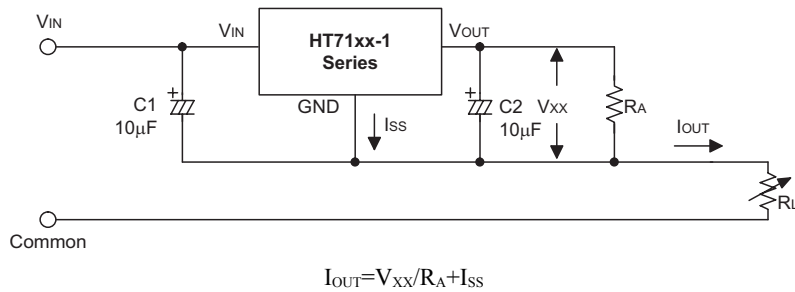 VIN
VIN
HT71xx-1
Series
VOUT
C1
10μF
GND
ISS
C2
10μF
VXX
RA
IOUT
RL
Common
IOUT=VXX/RA+ISS